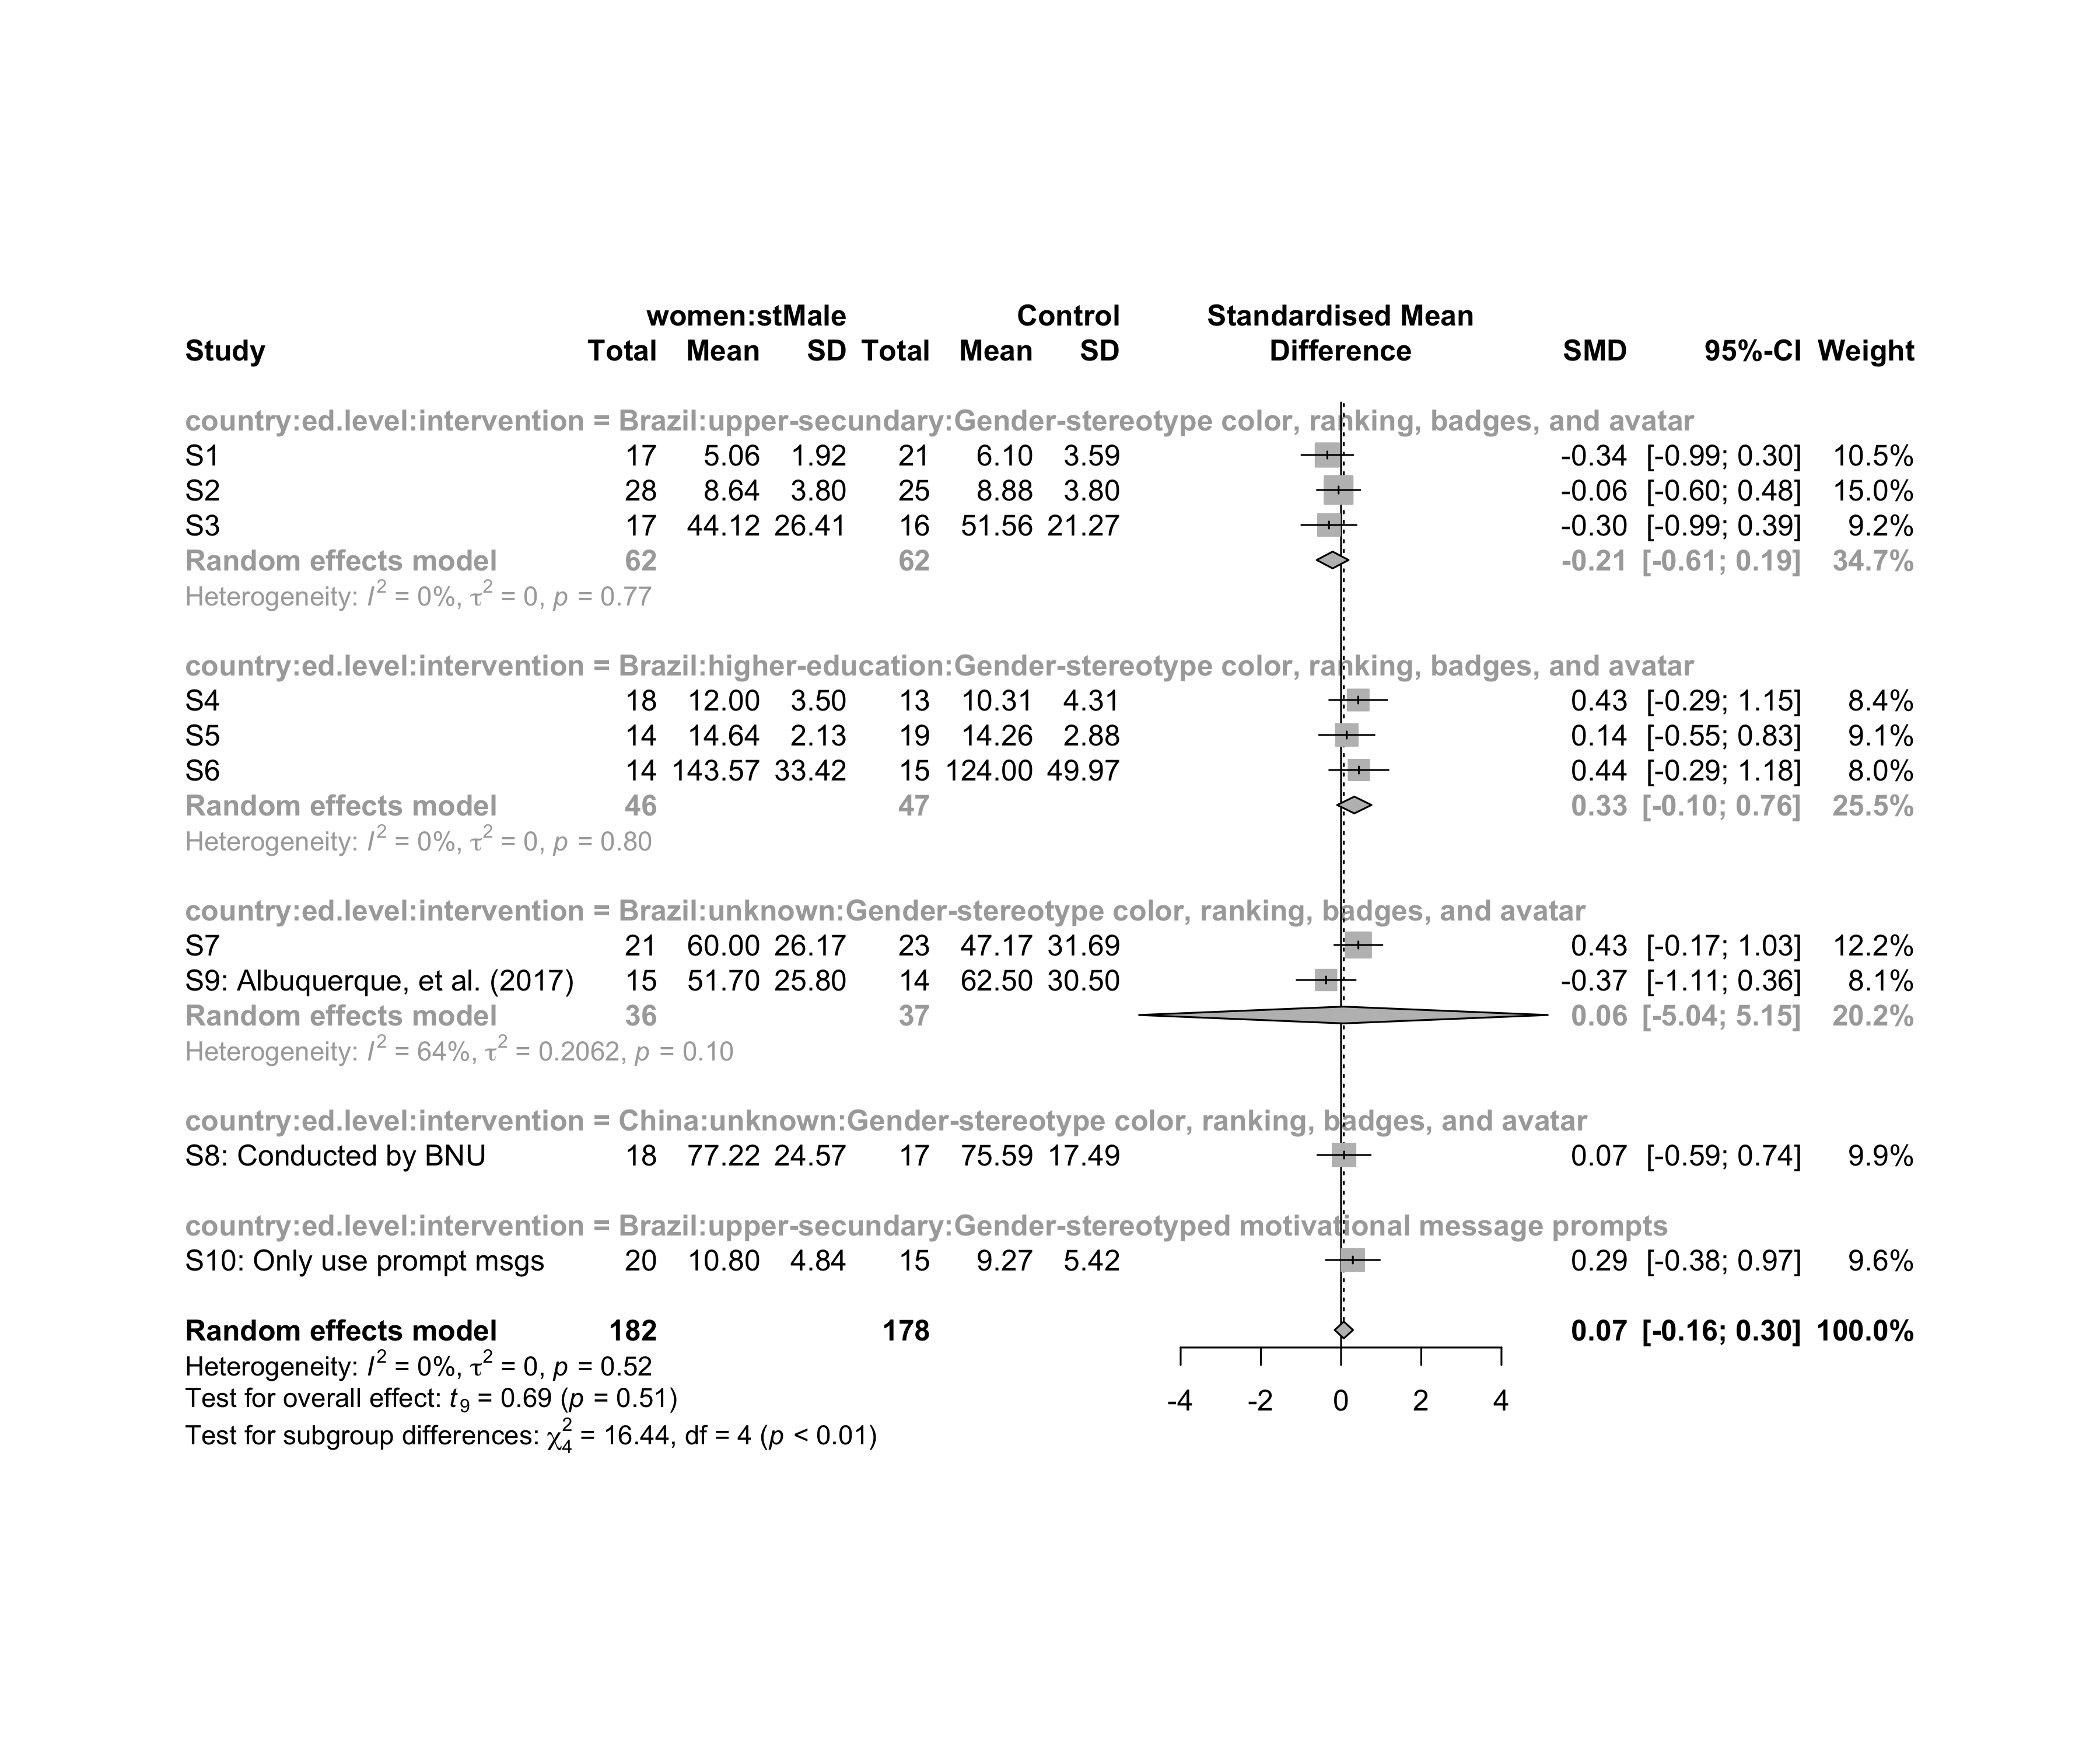 women:stMale Control Standardised Mean
Study Total Mean SD Total Mean SD Difference SMD 95%-CI Weight
country:ed.level:intervention = Brazil:upper-secundary:Gender-stereotype color, ranking, badges, and avatar
S1 17 5.06 1.92 21 6.10 3.59 -0.34 [-0.99; 0.30] 10.5%
S2 28 8.64 3.80 25 8.88 3.80 -0.06 [-0.60; 0.48] 15.0%
S3 17 44.12 26.41 16 51.56 21.27 -0.30 [-0.99; 0.39] 9.2%
Random effects model 62 62 -0.21 [-0.61; 0.19] 34.7%
Heterogeneity: I² = 0%, τ² = 0, p = 0.77
country:ed.level:intervention = Brazil:higher-education:Gender-stereotype color, ranking, badges, and avatar
S4 18 12.00 3.50 13 10.31 4.31 0.43 [-0.29; 1.15] 8.4%
S5 14 14.64 2.13 19 14.26 2.88 0.14 [-0.55; 0.83] 9.1%
S6 14 143.57 33.42 15 124.00 49.97 0.44 [-0.29; 1.18] 8.0%
Random effects model 46 47 0.33 [-0.10; 0.76] 25.5%
Heterogeneity: I² = 0%, τ² = 0, p = 0.80
country:ed.level:intervention = Brazil:unknown:Gender-stereotype color, ranking, badges, and avatar
S7 21 60.00 26.17 23 47.17 31.69 0.43 [-0.17; 1.03] 12.2%
S9: Albuquerque, et al. (2017) 15 51.70 25.80 14 62.50 30.50 -0.37 [-1.11; 0.36] 8.1%
Random effects model 36 37 0.06 [-5.04; 5.15] 20.2%
Heterogeneity: I² = 64%, τ² = 0.2062, p = 0.10
country:ed.level:intervention = China:unknown:Gender-stereotype color, ranking, badges, and avatar
S8: Conducted by BNU 18 77.22 24.57 17 75.59 17.49 0.07 [-0.59; 0.74] 9.9%
country:ed.level:intervention = Brazil:upper-secundary:Gender-stereotyped motivational message prompts
S10: Only use prompt msgs 20 10.80 4.84 15 9.27 5.42 0.29 [-0.38; 0.97] 9.6%
Random effects model 182 178 0.07 [-0.16; 0.30] 100.0%
Heterogeneity: I² = 0%, τ² = 0, p = 0.52
Test for overall effect: t₉ = 0.69 (p = 0.51)
-4 -2 0 2 4
Test for subgroup differences: χ²₄ = 16.44, df = 4 (p < 0.01)